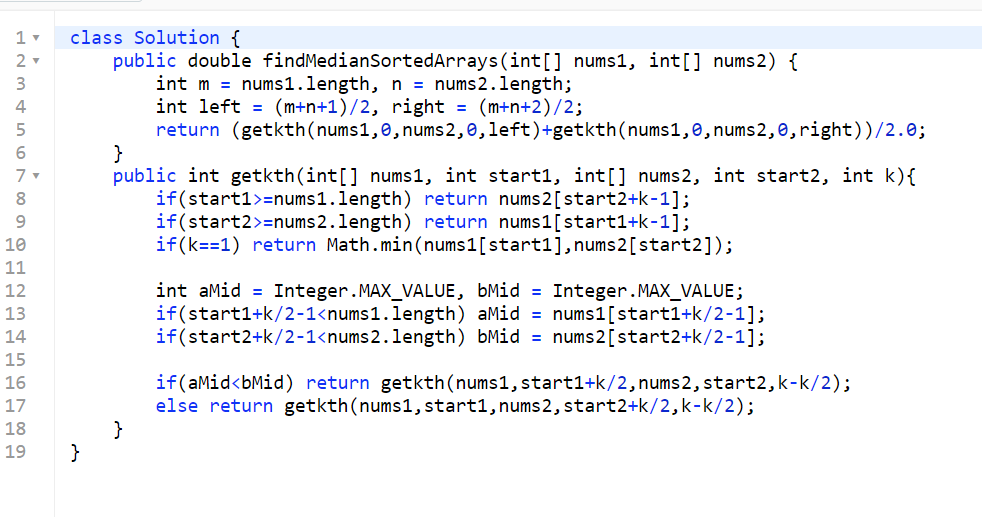 1 class Solution {
2     public double findMedianSortedArrays(int[] nums1, int[] nums2) {
3         int m = nums1.length, n = nums2.length;
4         int left = (m+n+1)/2, right = (m+n+2)/2;
5         return (getkth(nums1,0,nums2,0,left)+getkth(nums1,0,nums2,0,right))/2.0;
6     }
7     public int getkth(int[] nums1, int start1, int[] nums2, int start2, int k){
8         if(start1>=nums1.length) return nums2[start2+k-1];
9         if(start2>=nums2.length) return nums1[start1+k-1];
10         if(k==1) return Math.min(nums1[start1],nums2[start2]);
11
12         int aMid = Integer.MAX_VALUE, bMid = Integer.MAX_VALUE;
13         if(start1+k/2-1<nums1.length) aMid = nums1[start1+k/2-1];
14         if(start2+k/2-1<nums2.length) bMid = nums2[start2+k/2-1];
15
16         if(aMid<bMid) return getkth(nums1,start1+k/2,nums2,start2,k-k/2);
17         else return getkth(nums1,start1,nums2,start2+k/2,k-k/2);
18     }
19 }